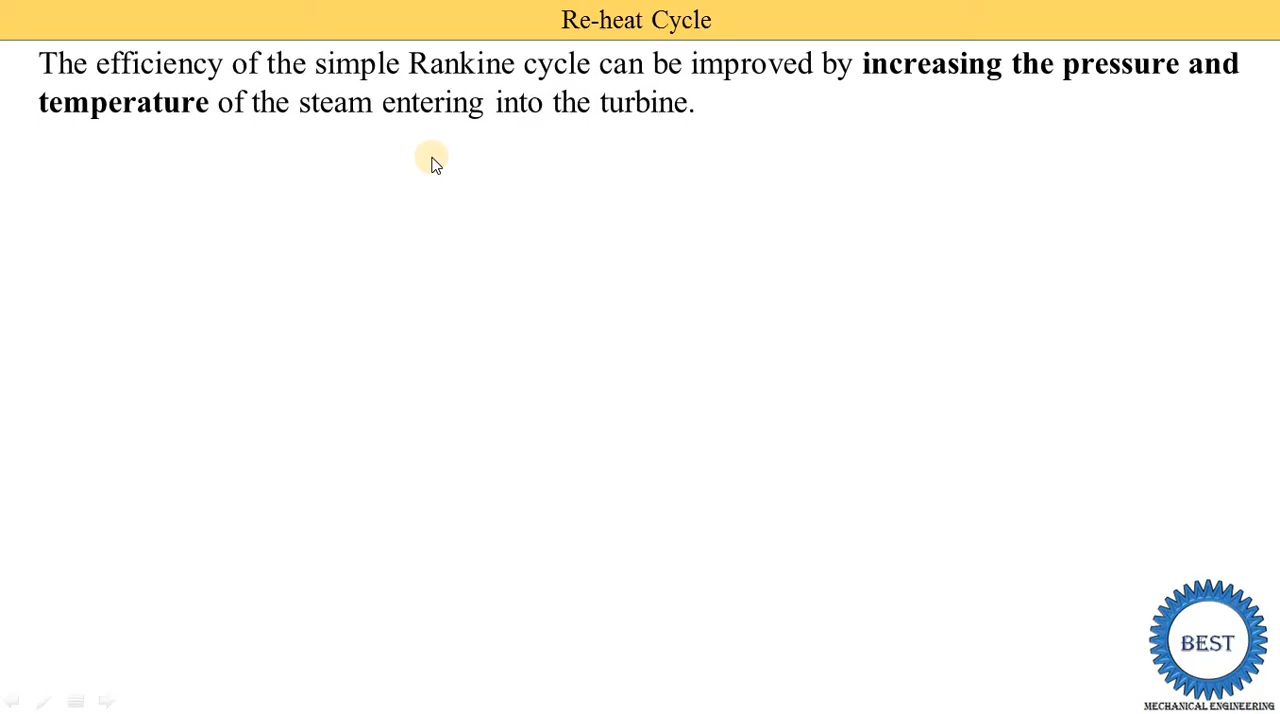 Re-heat Cycle
The efficiency of the simple Rankine cycle can be improved by increasing the pressure and
temperature of the steam entering into the turbine.
BEST
MECHANICAL ENGINEERING